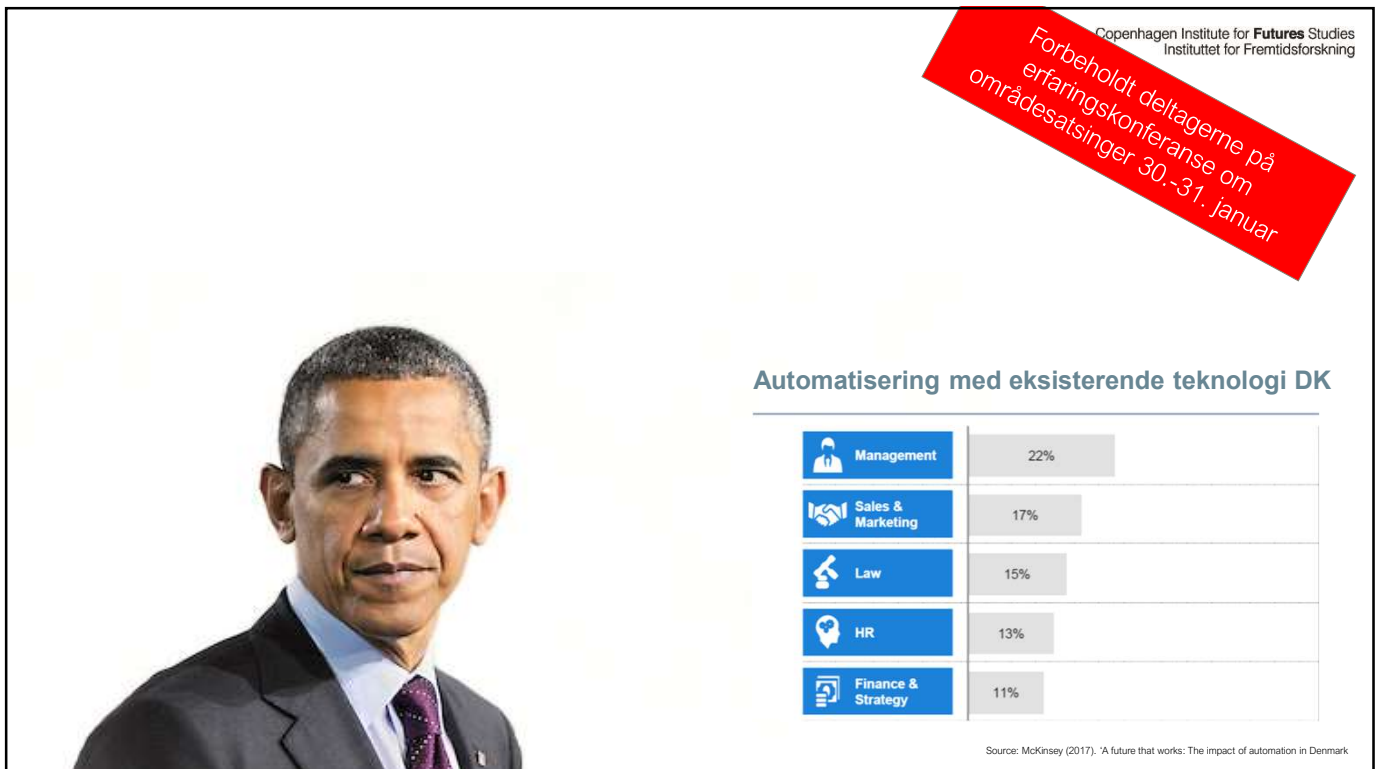 Copenhagen Institute for Futures Studies
Instituttet for Fremtidsforskning
Forbeholdt deltagerne på
erfaringskonferanse om
områdesatsinger 30.-31. januar
Automatisering med eksisterende teknologi DK
Management
22%
Sales &
Marketing
17%
Law
15%
HR
13%
Finance &
Strategy
11%
Source: McKinsey (2017). 'A future that works: The impact of automation in Denmark